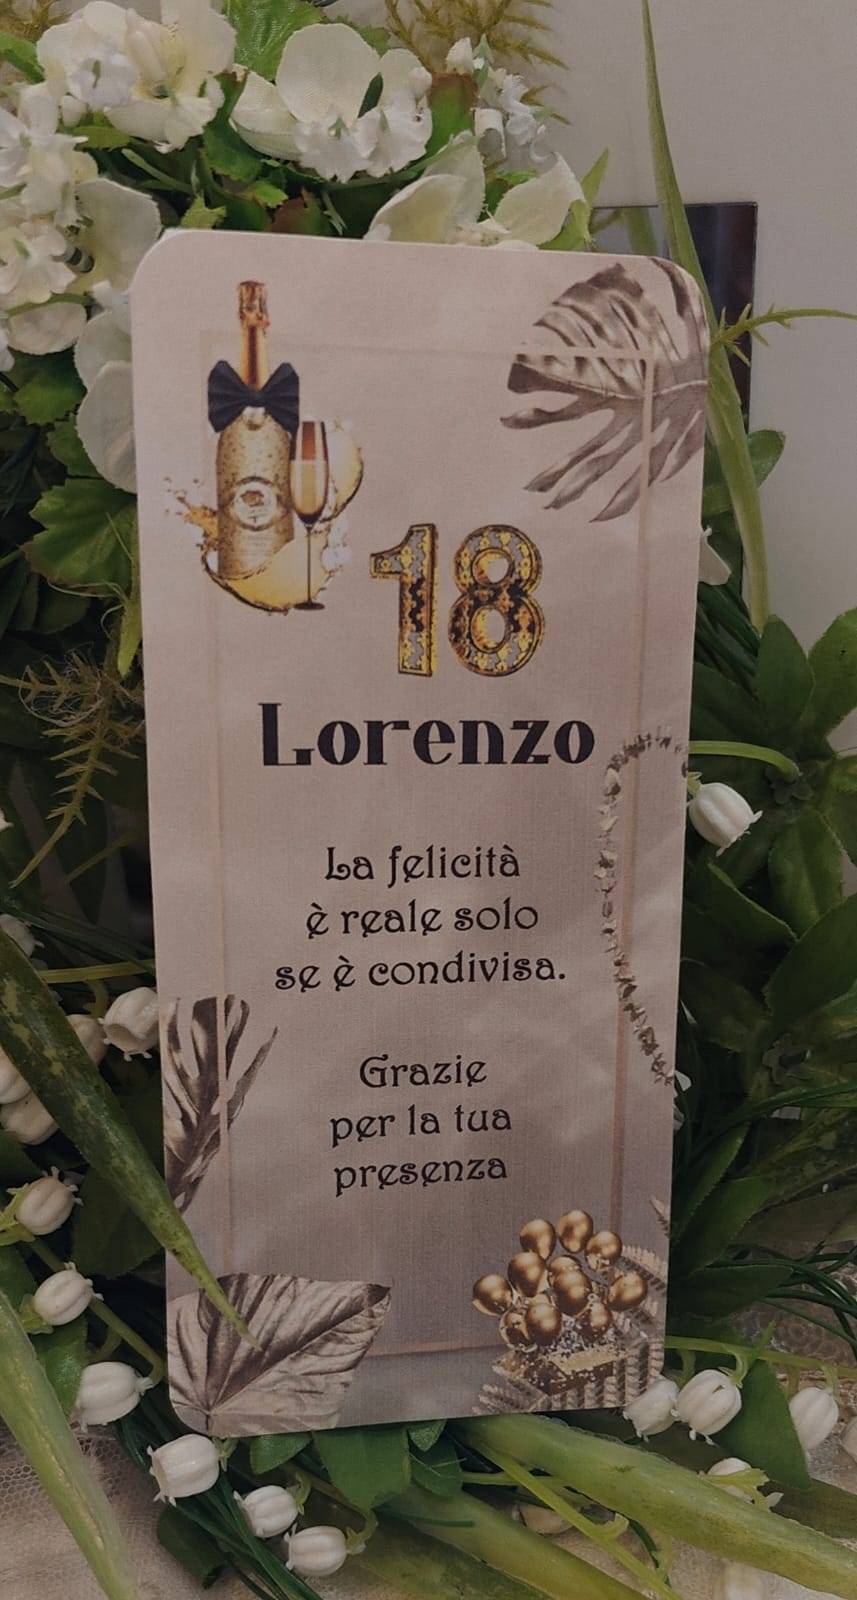 18
Lorenzo
La felicità
è reale solo
se è condivisa.
Grazie
per la tua
presenza